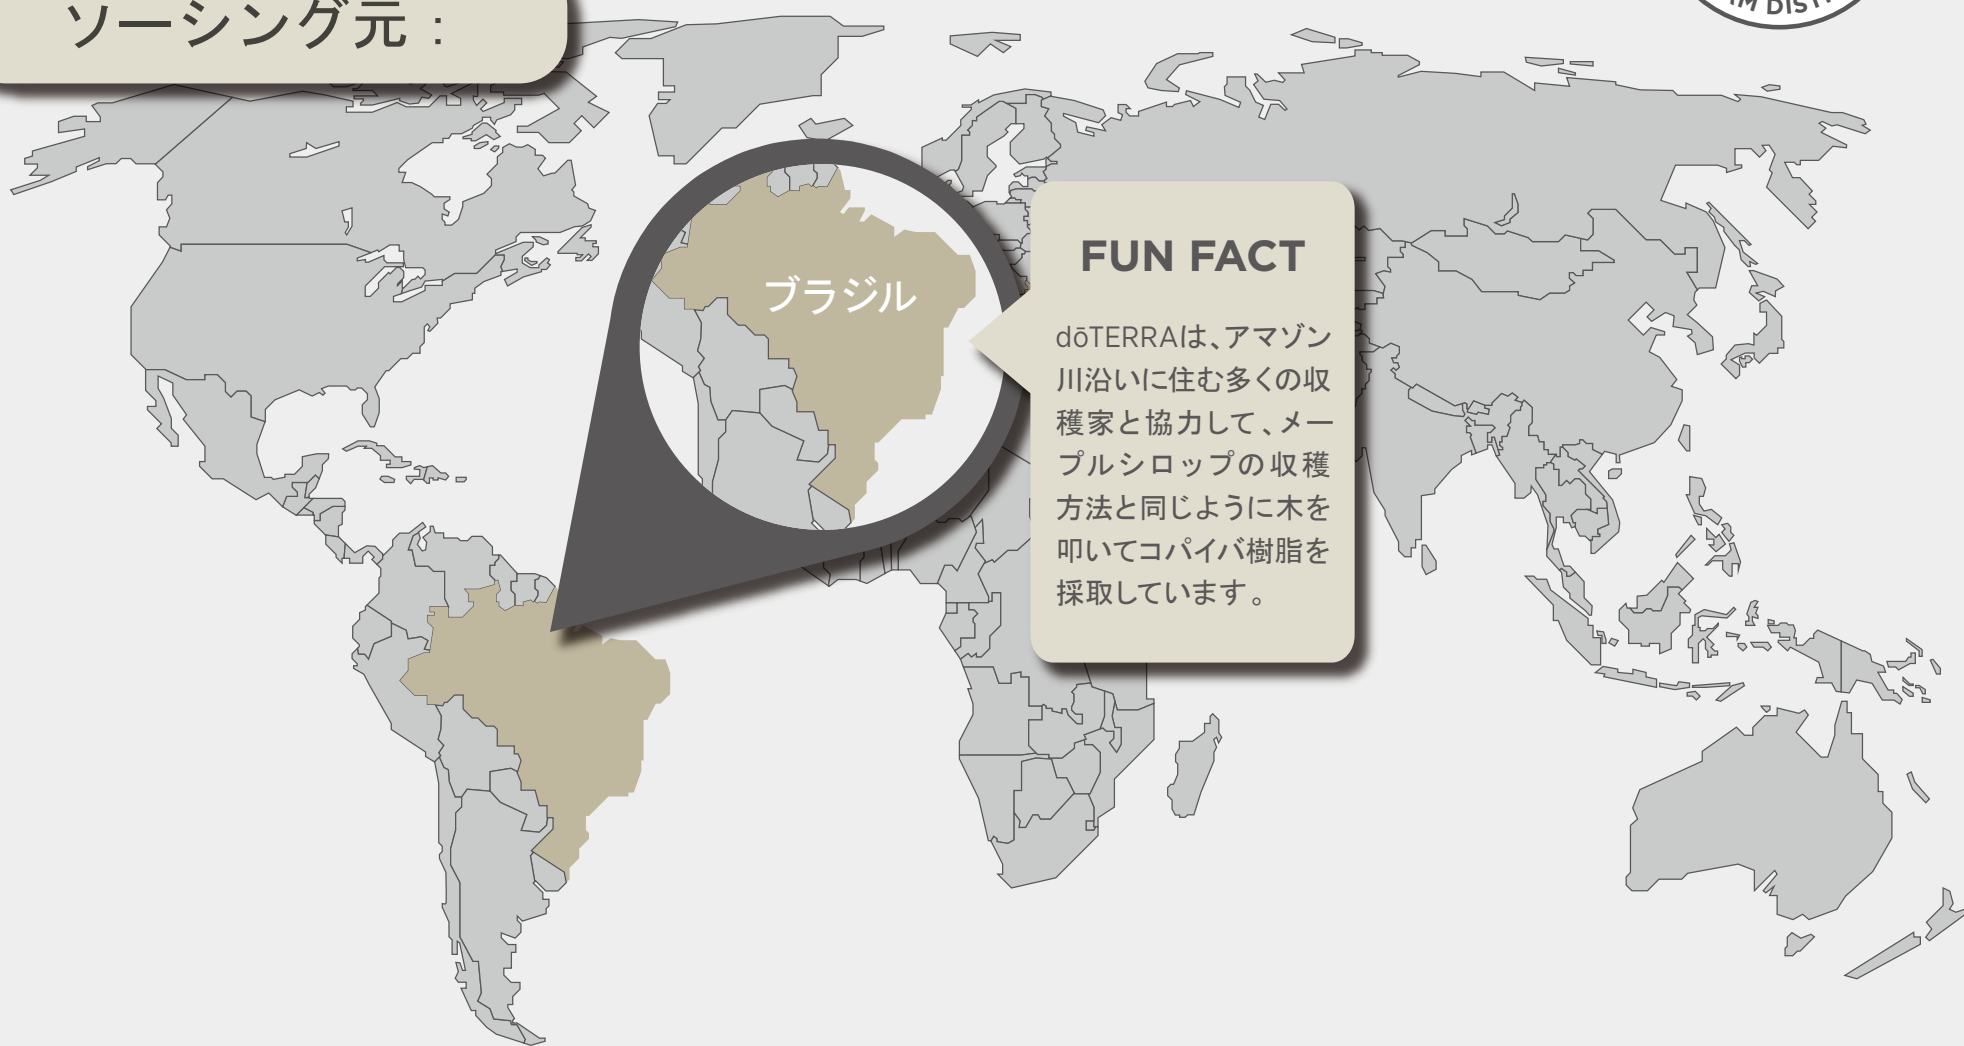 ソーシング元：
ブラジル
FUN FACT
dōTERRAは、アマゾン
川沿いに住む多くの収
穫家と協力して、メー
プルシロップの収穫
方法と同じように木を
叩いてコパイバ樹脂を
採取しています。